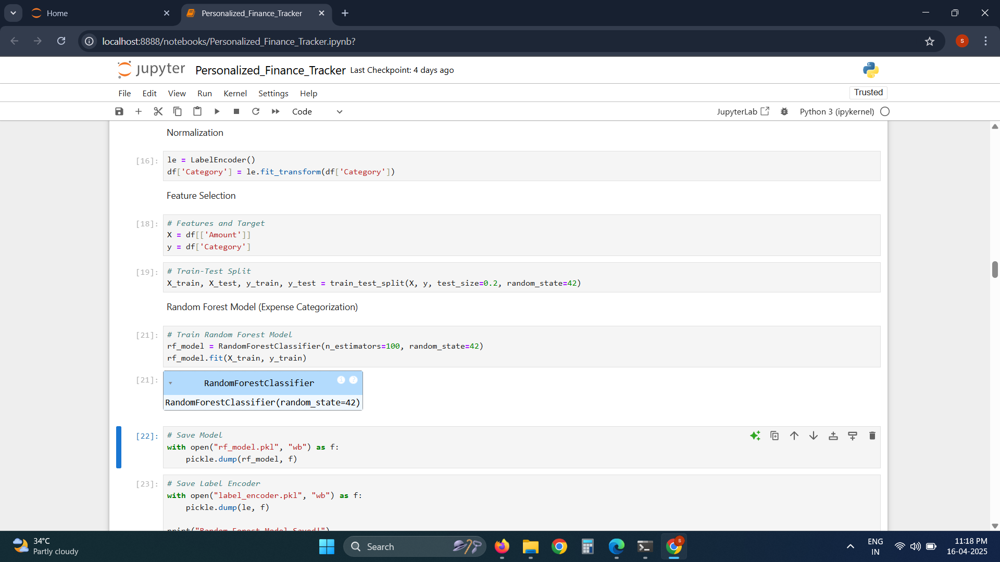 Home
Personalized_Finance_Tracker
localhost:8888/notebooks/Personalized_Finance_Tracker.ipynb?
S
jupyter Personalized_Finance_Tracker Last Checkpoint: 4 days ago
File Edit View Run Kernel Settings Help
Trusted
Code
JupyterLab
Python 3 (ipykernel)
Normalization
[16]: le = LabelEncoder()
df['Category'] = le.fit_transform(df['Category'])
Feature Selection
[18]: # Features and Target
X = df[['Amount']]
y = df['Category']
[19]: # Train-Test Split
X_train, X_test, y_train, y_test = train_test_split(X, y, test_size=0.2, random_state=42)
Random Forest Model (Expense Categorization)
[21]: # Train Random Forest Model
rf_model = RandomForestClassifier(n_estimators=100, random_state=42)
rf_model.fit(X_train, y_train)
[21]: RandomForestClassifier i ?
RandomForestClassifier(random_state=42)
[22]: # Save Model
with open("rf_model.pkl", "wb") as f:
    pickle.dump(rf_model, f)
[23]: # Save Label Encoder
with open("label_encoder.pkl", "wb") as f:
    pickle.dump(le, f)
print("Random Forest Model Saved!")
34°C
Partly cloudy
Search
S
ENG
IN
11:18 PM
16-04-2025